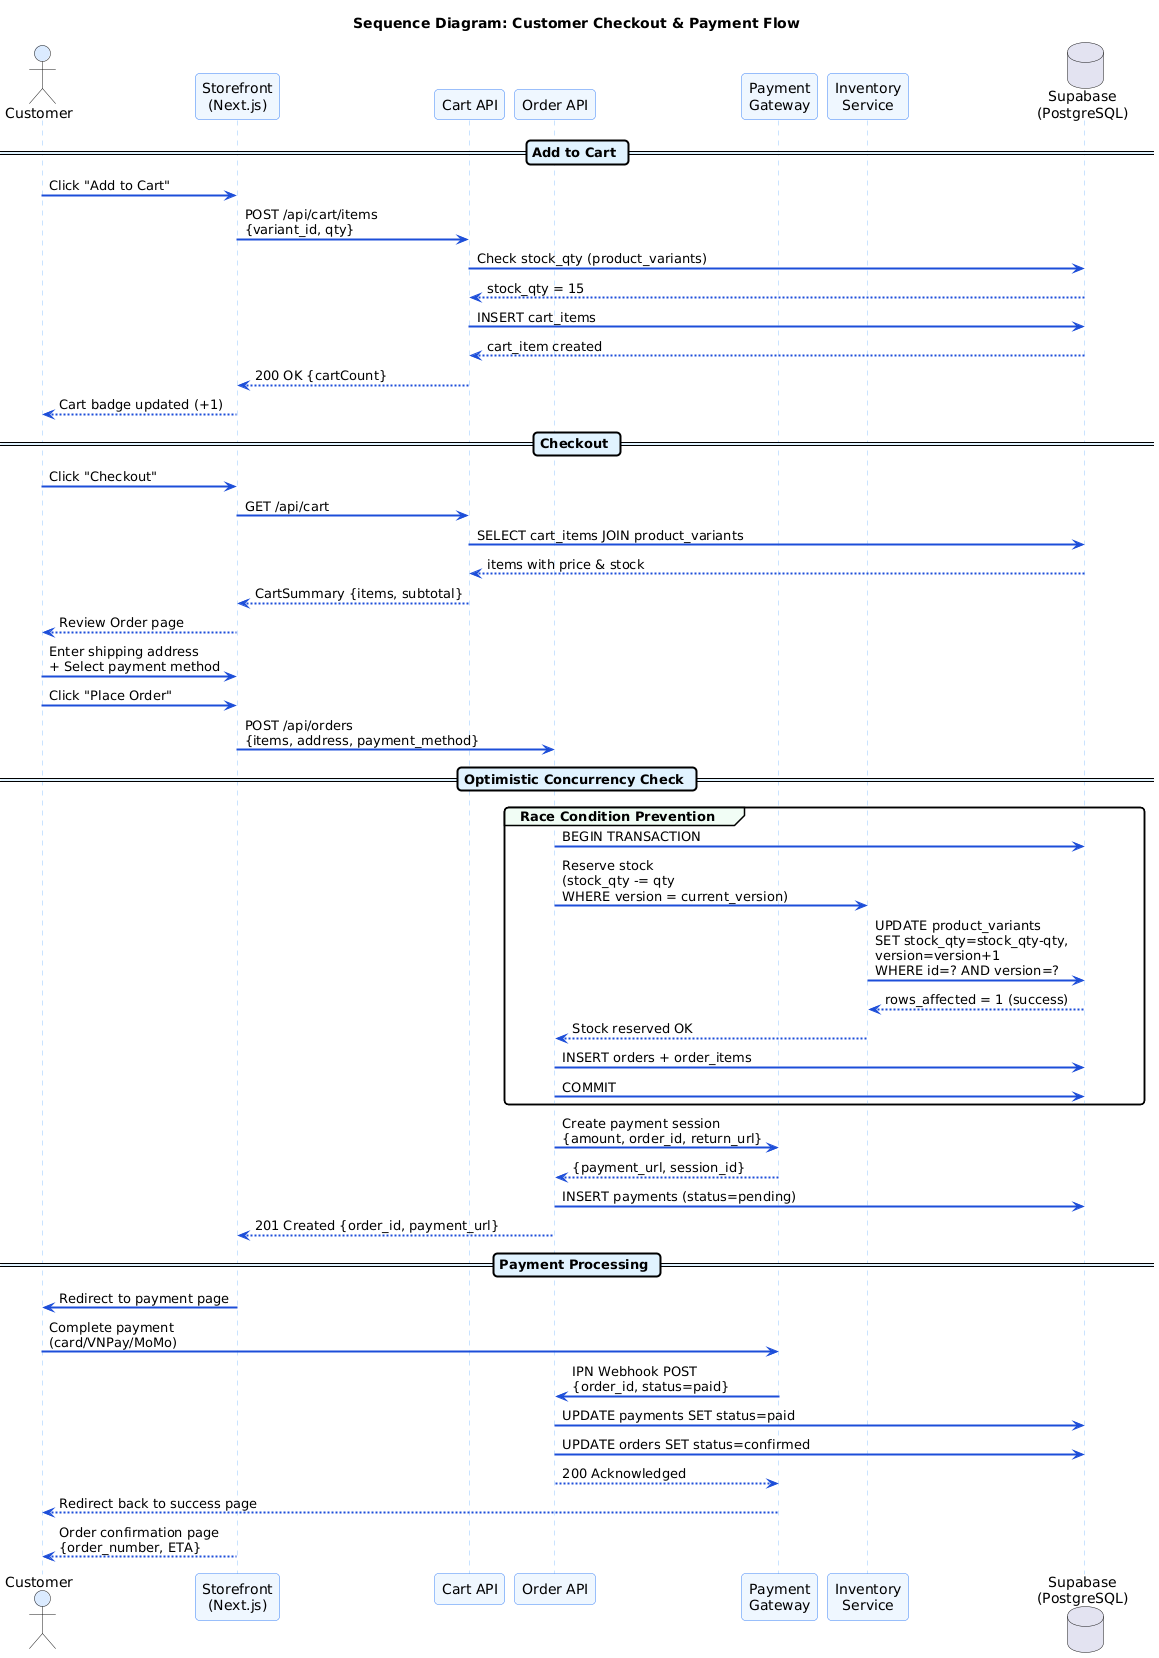 Sequence Diagram: Customer Checkout & Payment Flow
Customer
Storefront
(Next.js)
Cart API
Order API
Payment
Gateway
Inventory
Service
Supabase
(PostgreSQL)
Add to Cart
Click "Add to Cart"
POST /api/cart/items
{variant_id, qty}
Check stock_qty (product_variants)
stock_qty = 15
INSERT cart_items
cart_item created
200 OK {cartCount}
Cart badge updated (+1)
Checkout
Click "Checkout"
GET /api/cart
SELECT cart_items JOIN product_variants
items with price & stock
CartSummary {items, subtotal}
Review Order page
Enter shipping address
+ Select payment method
Click "Place Order"
POST /api/orders
{items, address, payment_method}
Optimistic Concurrency Check
Race Condition Prevention
BEGIN TRANSACTION
Reserve stock
(stock_qty -= qty
WHERE version = current_version)
UPDATE product_variants
SET stock_qty=stock_qty-qty,
version=version+1
WHERE id=? AND version=?
rows_affected = 1 (success)
Stock reserved OK
INSERT orders + order_items
COMMIT
Create payment session
{amount, order_id, return_url}
{payment_url, session_id}
INSERT payments (status=pending)
201 Created {order_id, payment_url}
Payment Processing
Redirect to payment page
Complete payment
(card/VNPay/MoMo)
IPN Webhook POST
{order_id, status=paid}
UPDATE payments SET status=paid
UPDATE orders SET status=confirmed
200 Acknowledged
Redirect back to success page
Order confirmation page
{order_number, ETA}
Customer
Storefront
(Next.js)
Cart API
Order API
Payment
Gateway
Inventory
Service
Supabase
(PostgreSQL)